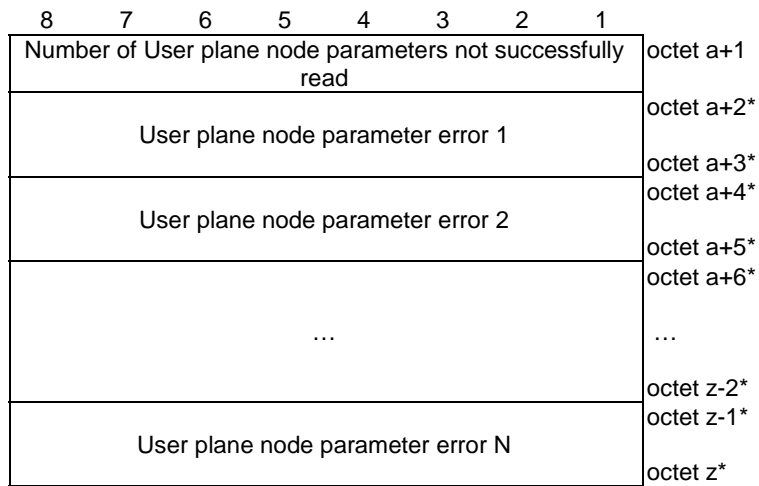 8 7 6 5 4 3 2 1
Number of User plane node parameters not successfully read
octet a+1
User plane node parameter error 1
octet a+2*
octet a+3*
User plane node parameter error 2
octet a+4*
octet a+5*
…
octet a+6*
…
octet z-2*
User plane node parameter error N
octet z-1*
octet z*